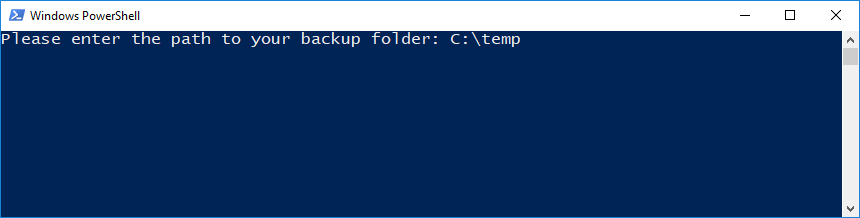 Windows PowerShell
Please enter the path to your backup folder: C:\temp